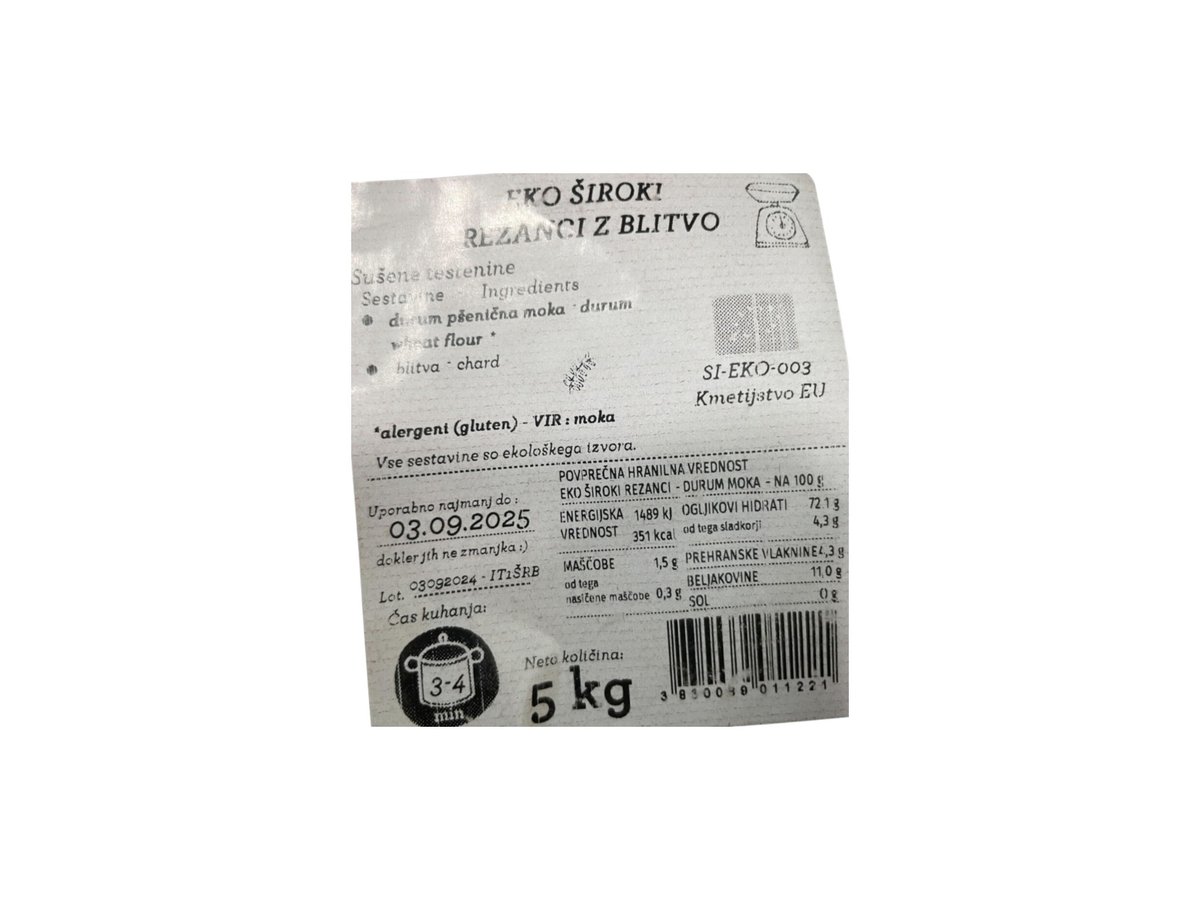 EKO ŠIROKI
REZANCI Z BLITVO
Sušene testenine
Sestavine Ingredients
durum pšenična moka - durum
wheat flour *
blitva - chard
SI-EKO-003
Kmetijstvo EU
*alergeni (gluten) - VIR : moka
Vse sestavine so ekološkega izvora.
Uporabno najmanj do :
03.09.2025
dokler jih ne zmanjka :)
Lot. 03092024 - IT1ŠRB
Čas kuhanja:
3-4
min
POVPREČNA HRANILNA VREDNOST
EKO ŠIROKI REZANCI - DURUM MOKA - NA 100 g
ENERGIJSKA 1489 kJ
VREDNOST 351 kcal
MAŠČOBE 1,5 g
od tega
nasičene maščobe 0,3 g
OGLJIKOVI HIDRATI 72,1 g
od tega sladkorji 4,3 g
PREHRANSKE VLAKNINE 4,3 g
BELJAKOVINE 11,0 g
SOL 0 g
Neto količina:
5 kg